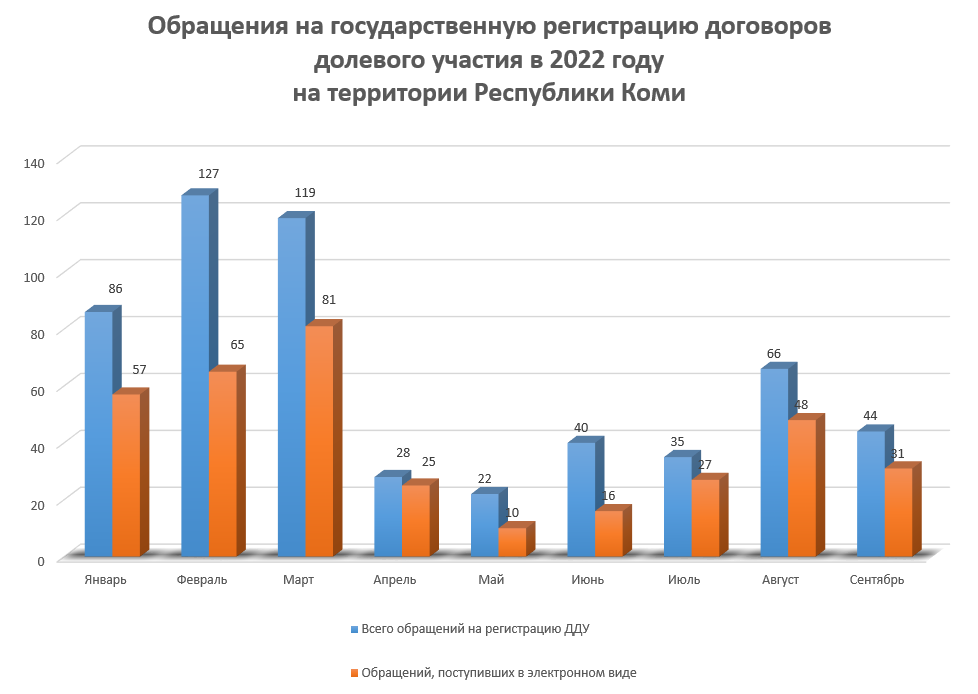 Обращения на государственную регистрацию договоров
долевого участия в 2022 году
на территории Республики Коми
140
120
100
80
60
40
20
0
86
57
127
65
119
81
28
25
22
10
40
16
35
27
66
48
44
31
Январь
Февраль
Март
Апрель
Май
Июнь
Июль
Август
Сентябрь
Всего обращений на регистрацию ДДУ
Обращений, поступивших в электронном виде